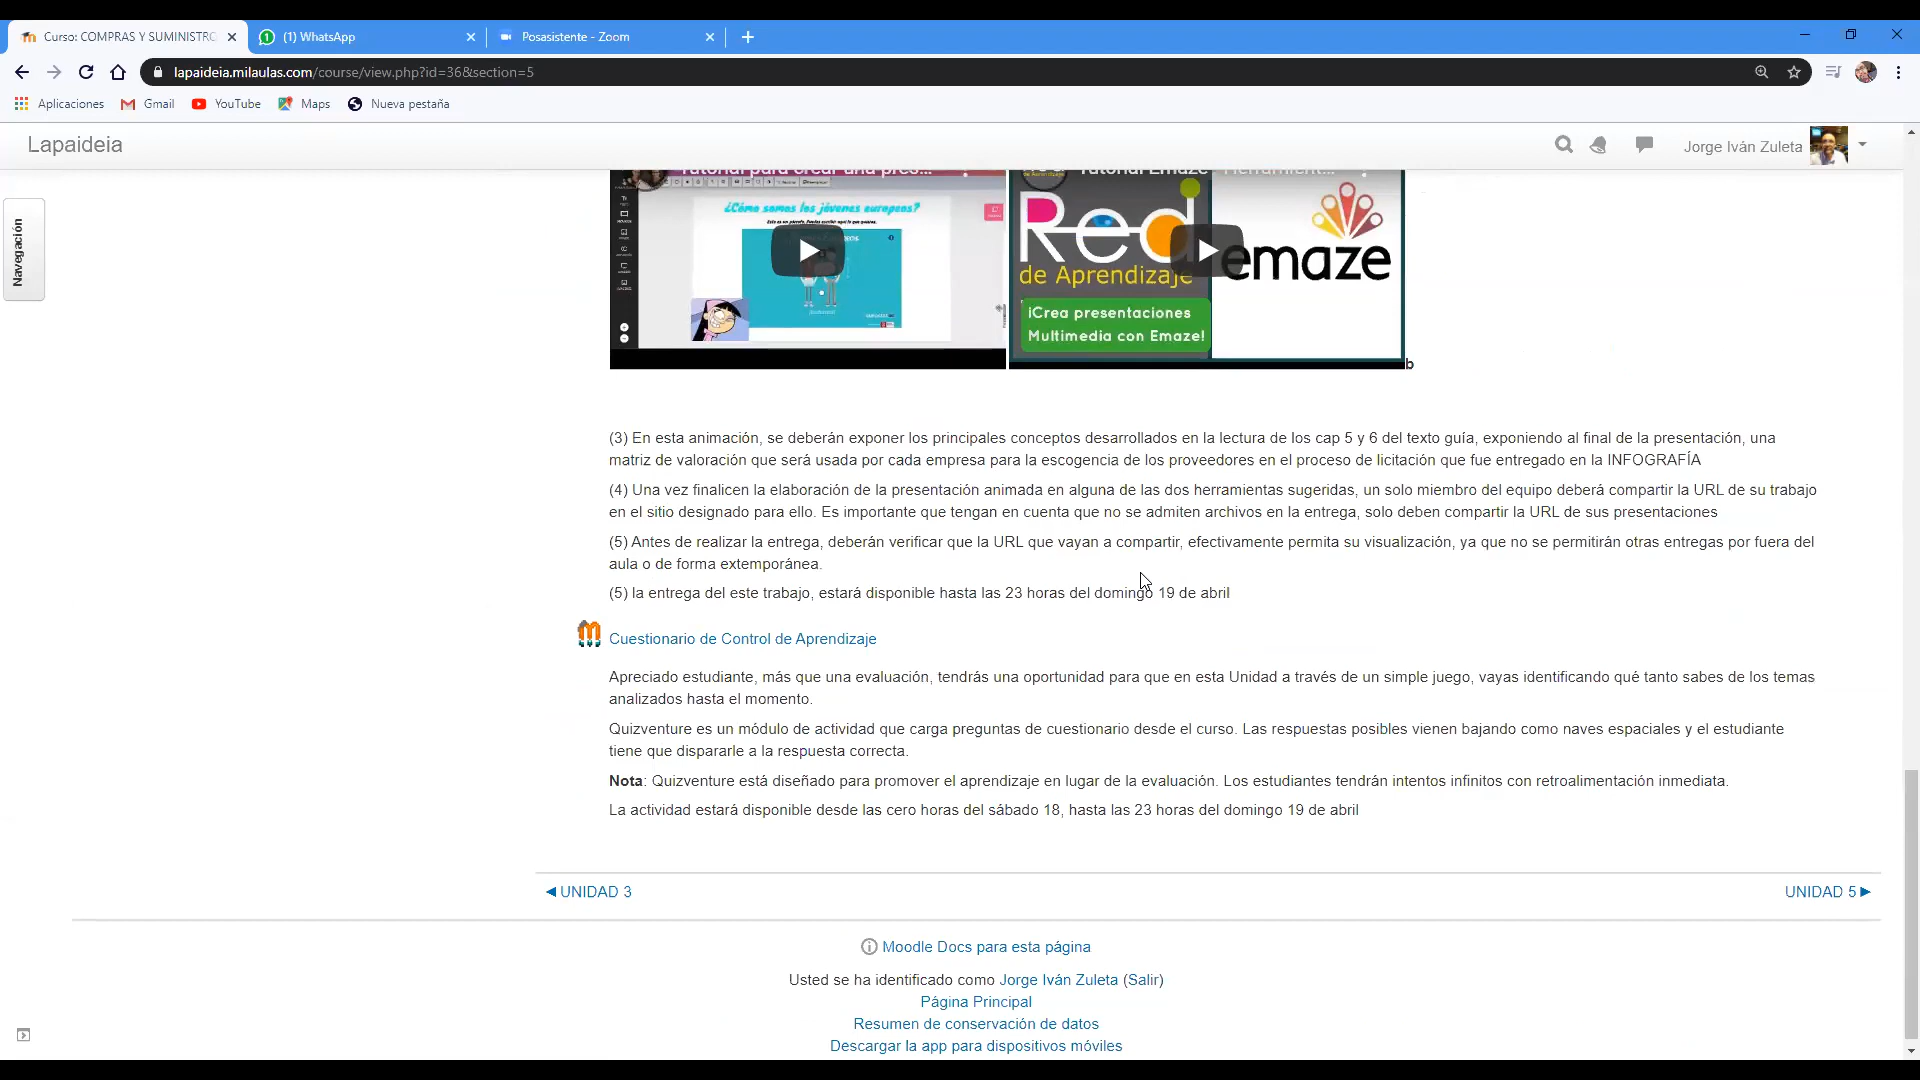 Curso: COMPRAS Y SUMINISTRO
(1) WhatsApp
Posasistente - Zoom
lapaideia.milaulas.com/course/view.php?id=36&section=5
Aplicaciones
Gmail
YouTube
Maps
Nueva pestaña
Lapaideia
Jorge Iván Zuleta
Navegación
Tutorial para crear una pres...
¿Cómo somos los jóvenes europeos?
Tutorial Emaze
Herramient...
Red
de Aprendizaje
emaze
¡Crea presentaciones
Multimedia con Emaze!
b
(3) En esta animación, se deberán exponer los principales conceptos desarrollados en la lectura de los cap 5 y 6 del texto guía, exponiendo al final de la presentación, una
matriz de valoración que será usada por cada empresa para la escogencia de los proveedores en el proceso de licitación que fue entregado en la INFOGRAFÍA
(4) Una vez finalicen la elaboración de la presentación animada en alguna de las dos herramientas sugeridas, un solo miembro del equipo deberá compartir la URL de su trabajo
en el sitio designado para ello. Es importante que tengan en cuenta que no se admiten archivos en la entrega, solo deben compartir la URL de sus presentaciones
(5) Antes de realizar la entrega, deberán verificar que la URL que vayan a compartir, efectivamente permita su visualización, ya que no se permitirán otras entregas por fuera del
aula o de forma extemporánea.
(5) la entrega del este trabajo, estará disponible hasta las 23 horas del domingo 19 de abril
Cuestionario de Control de Aprendizaje
Apreciado estudiante, más que una evaluación, tendrás una oportunidad para que en esta Unidad a través de un simple juego, vayas identificando qué tanto sabes de los temas
analizados hasta el momento.
Quizventure es un módulo de actividad que carga preguntas de cuestionario desde el curso. Las respuestas posibles vienen bajando como naves espaciales y el estudiante
tiene que dispararle a la respuesta correcta.
Nota: Quizventure está diseñado para promover el aprendizaje en lugar de la evaluación. Los estudiantes tendrán intentos infinitos con retroalimentación inmediata.
La actividad estará disponible desde las cero horas del sábado 18, hasta las 23 horas del domingo 19 de abril
◀ UNIDAD 3
UNIDAD 5 ▶
Moodle Docs para esta página
Usted se ha identificado como Jorge Iván Zuleta (Salir)
Página Principal
Resumen de conservación de datos
Descargar la app para dispositivos móviles